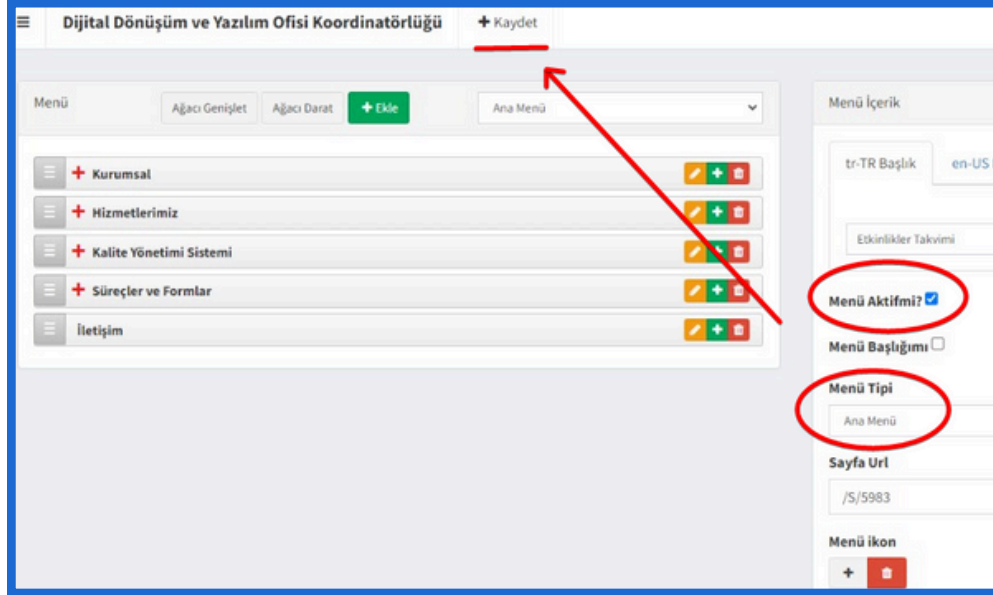 Dijital Dönüşüm ve Yazılım Ofisi Koordinatörlüğü
Kaydet
Menü
Ağacı Genişlet
Ağacı Darat
Ekle
Ana Menü
Kurumsal
Hizmetlerimiz
Kalite Yönetimi Sistemi
Süreçler ve Formlar
İletişim
Menü İçerik
tr-TR Başlık
en-US
Etkinlikler Takvimi
Menü Aktifmi?
Menü Başlığımı
Menü Tipi
Ana Menü
Sayfa Url
/S/5983
Menü ikon